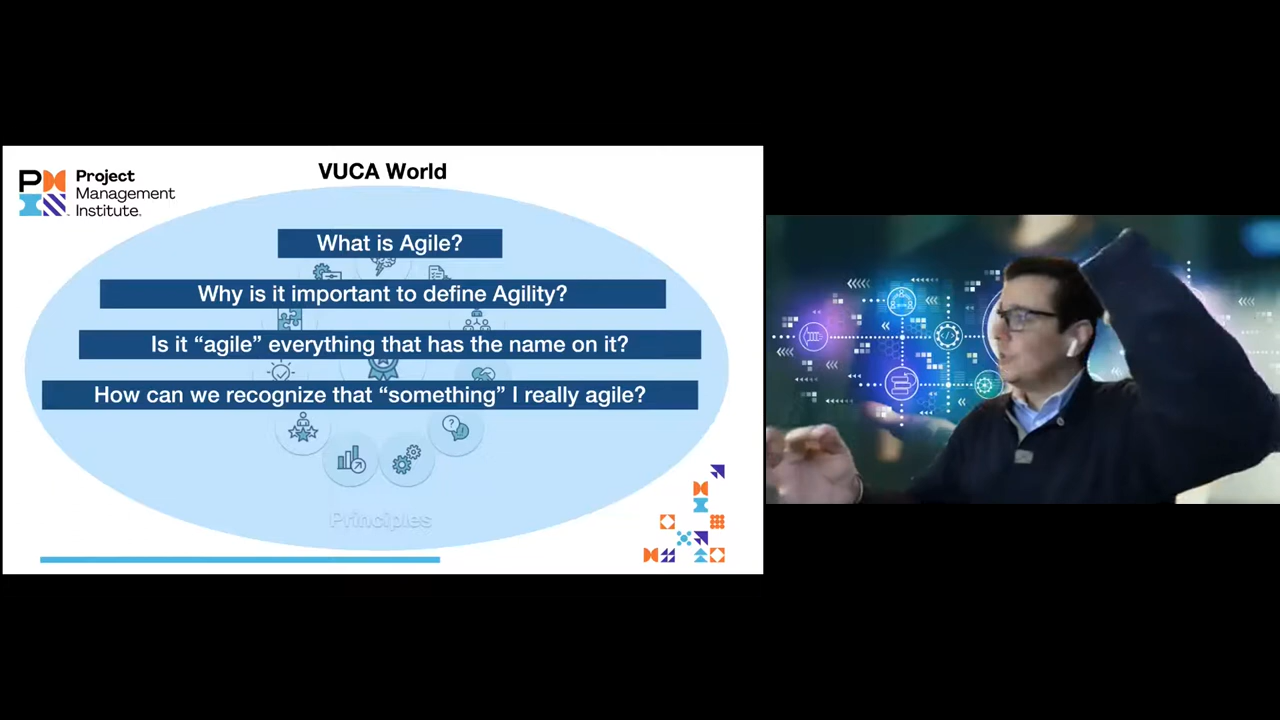 VUCA World
Project
Management
Institute.
What is Agile?
Why is it important to define Agility?
Is it “agile” everything that has the name on it?
How can we recognize that “something” I really agile?
Principles